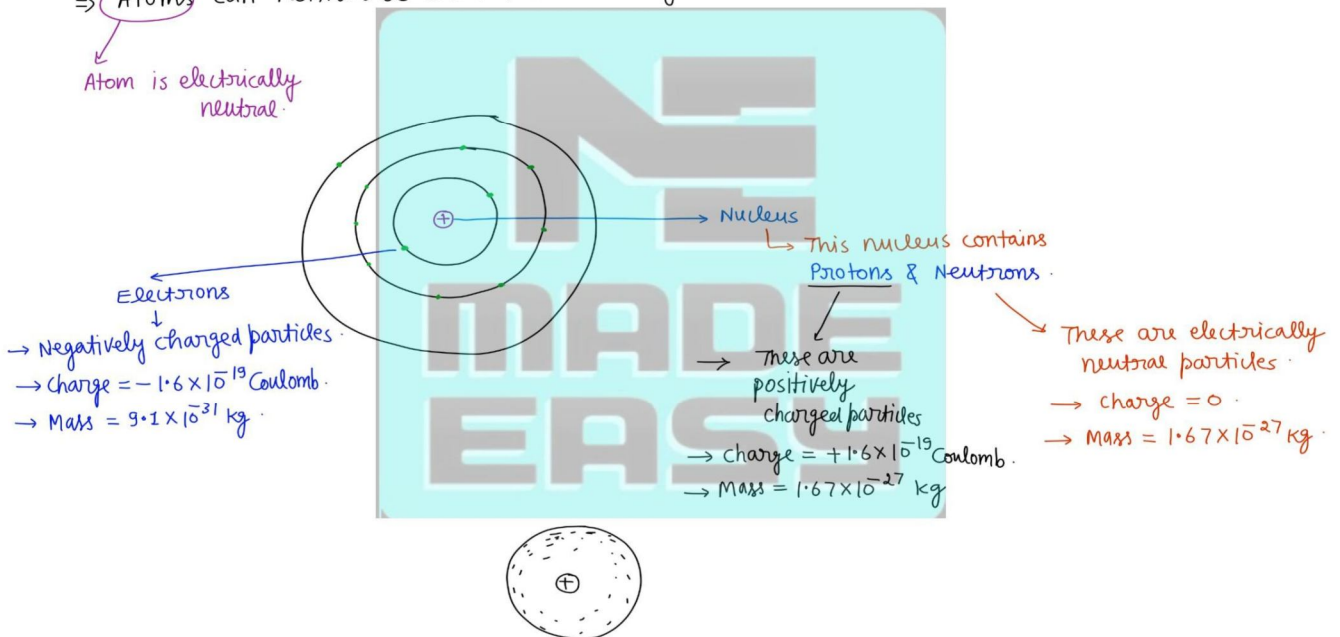 ⇒ Atoms can
Atom is electrically
neutral.
NE
MADE
EASY
+
Nucleus
↳ This nucleus contains
Protons & Neutrons.
Electrons
→ Negatively charged particles.
→ Charge = -1.6×10⁻¹⁹ Coulomb.
→ Mass = 9.1×10⁻³¹ kg.
→ These are
positively
charged particles
→ Charge = +1.6×10⁻¹⁹ Coulomb.
→ Mass = 1.67×10⁻²⁷ kg
These are electrically
neutral particles.
→ Charge = 0.
→ Mass = 1.67×10⁻²⁷ kg.
+